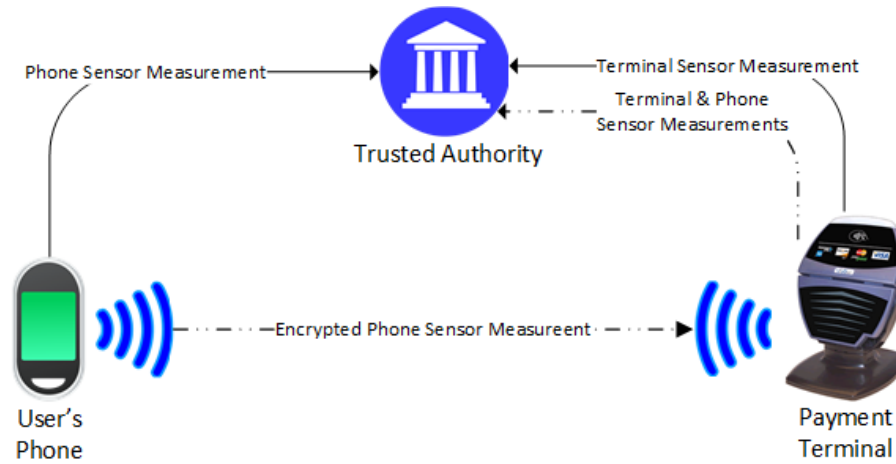 Phone Sensor Measurement
Terminal Sensor Measurement
Terminal & Phone
Sensor Measurements
Trusted Authority
Encrypted Phone Sensor Measureent
User's
Phone
Payment
Terminal
VISA